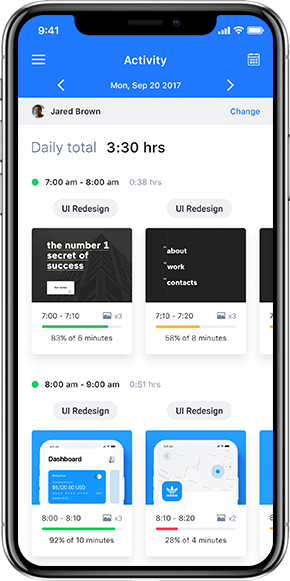 9:41
Activity
Mon, Sep 20 2017
Jared Brown Change
Daily total 3:30 hrs
7:00 am - 8:00 am 0:38 hrs
UI Redesign UI Redesign
the number 1
secret of
success
about
work
contacts
7:00 - 7:10 x3 7:10 - 7:20 x3
83% of 6 minutes 58% of 8 minutes
8:00 am - 9:00 am 0:51 hrs
UI Redesign UI Redesign
Dashboard
$5,120.00 USD
8:00 - 8:10 x3 8:10 - 8:20 x2
92% of 10 minutes 28% of 4 minutes